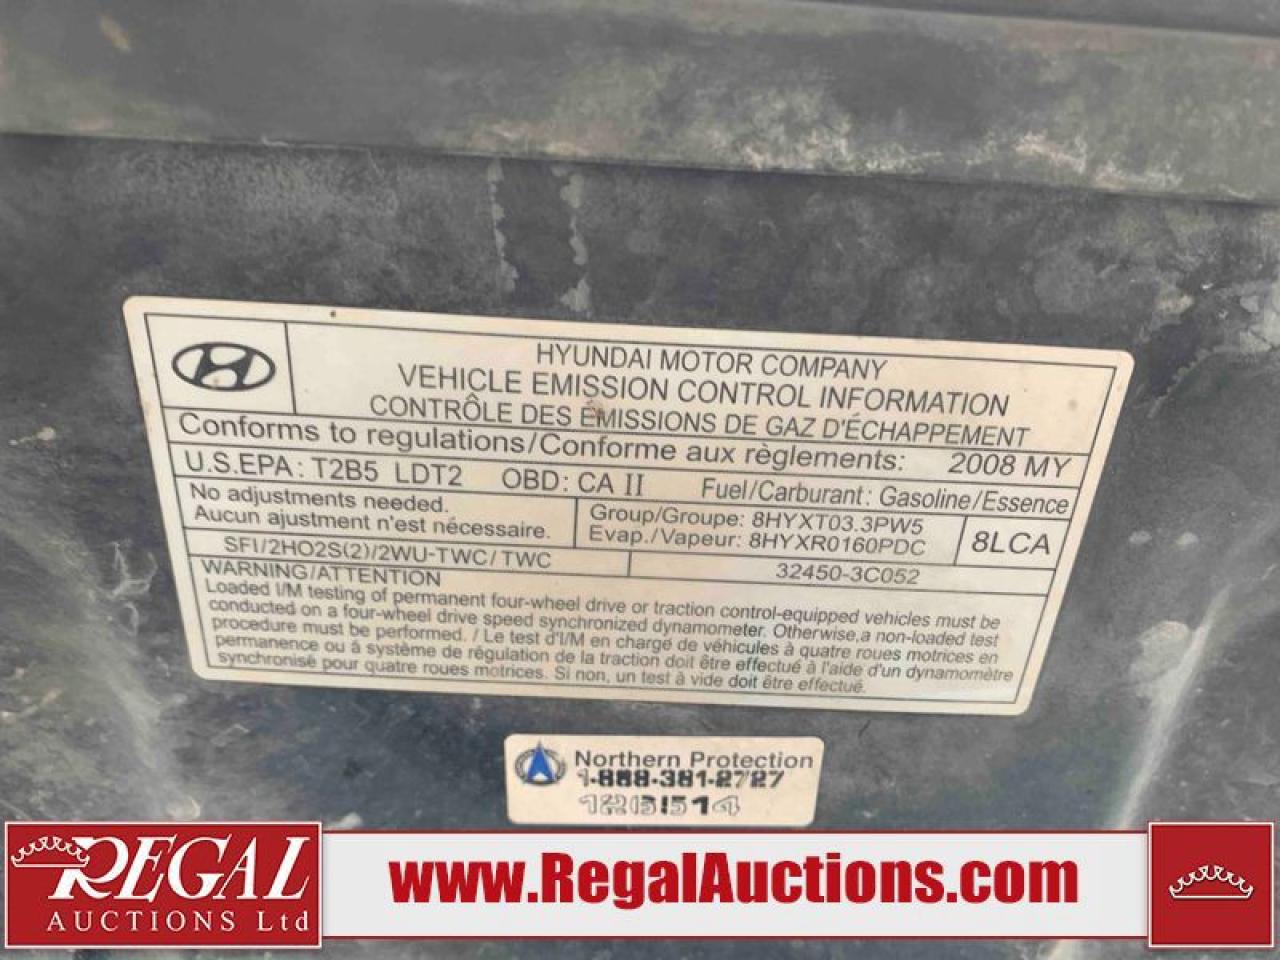 HYUNDAI MOTOR COMPANY
VEHICLE EMISSION CONTROL INFORMATION
CONTRÔLE DES ÉMISSIONS DE GAZ D'ÉCHAPPEMENT
Conforms to regulations/Conforme aux règlements: 2008 MY
U.S.EPA: T2B5 LDT2 OBD: CA II Fuel/Carburant: Gasoline/Essence
No adjustments needed.
Aucun ajustment n'est nécessaire.
Group/Groupe: 8HYXT03.3PW5
Evap./Vapeur: 8HYXR0160PDC
8LCA
SFI/2HO2S(2)/2WU-TWC/TWC
32450-3C052
WARNING/ATTENTION
Loaded I/M testing of permanent four-wheel drive or traction control-equipped vehicles must be
conducted on a four-wheel drive speed synchronized dynamometer. Otherwise,a non-loaded test
procedure must be performed. / Le test d'I/M en chargé de véhicules à quatre roues motrices en
permanence ou à système de régulation de la traction doit être effectué à l'aide d'un dynamomètre
synchronisé pour quatre roues motrices. Si non, un test à vide doit être effectué.
Northern Protection
1-888-381-2727
REGAL
AUCTIONS Ltd
www.RegalAuctions.com